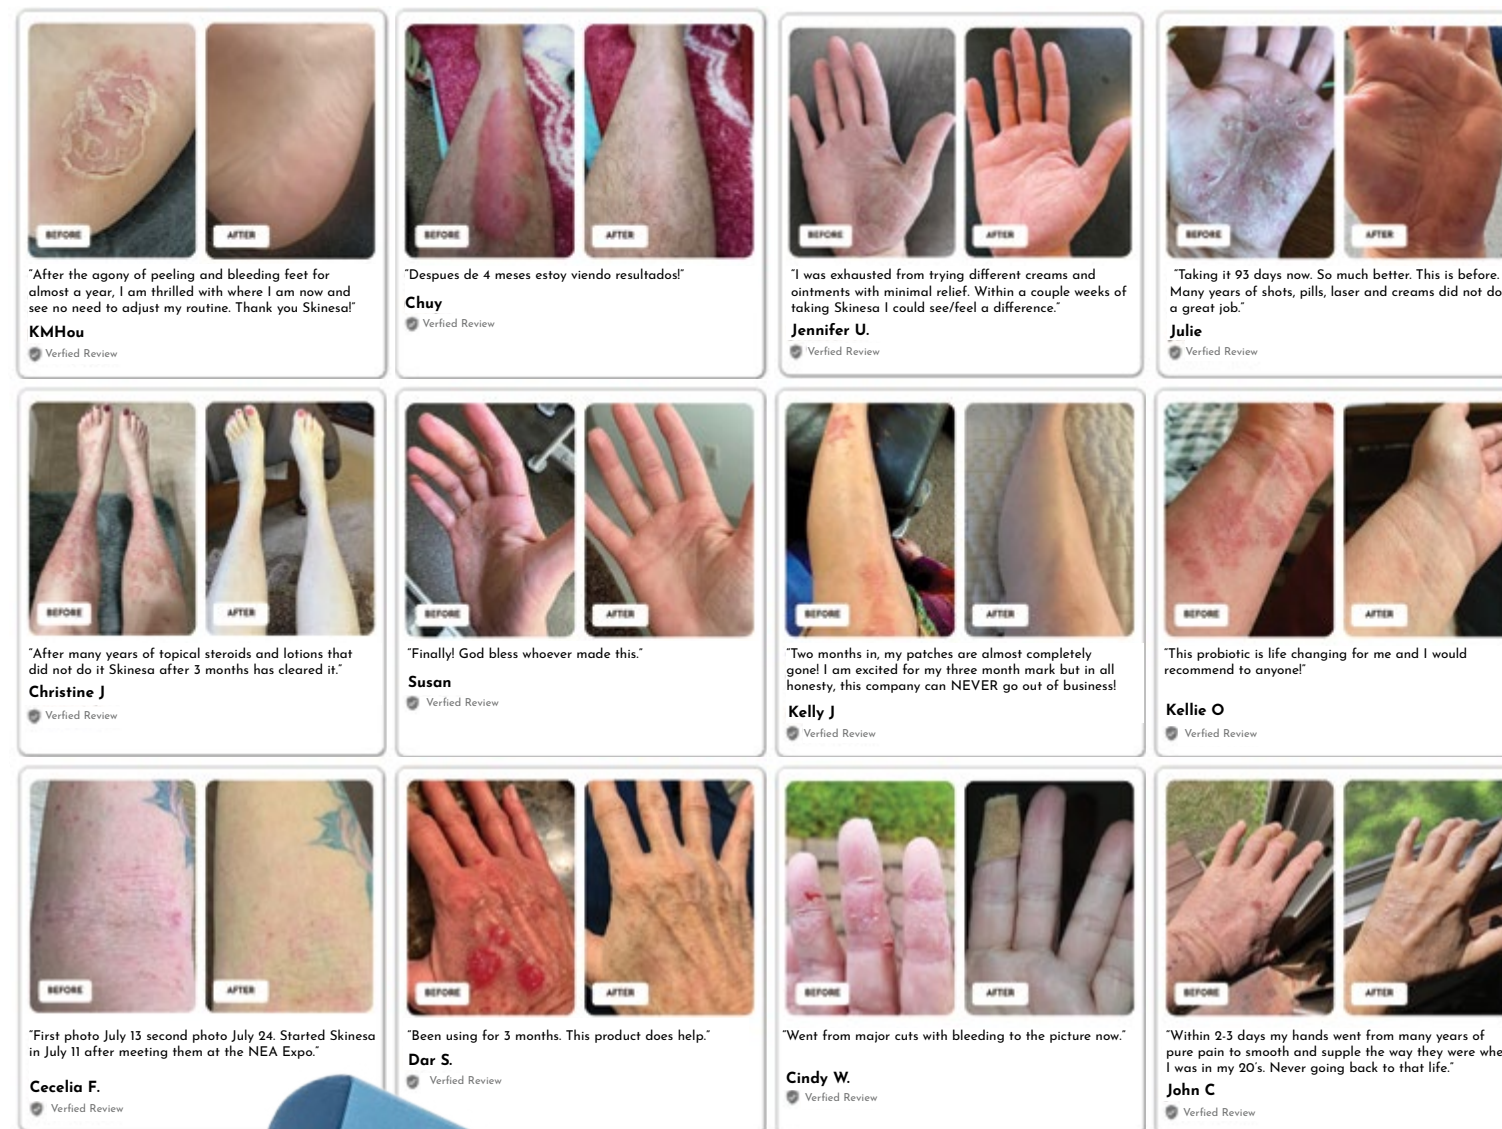 BEFORE
AFTER
"After the agony of peeling and bleeding feet for
almost a year, I am thrilled with where I am now and
see no need to adjust my routine. Thank you Skinesa!"
KMHou
Verfied Review
BEFORE
AFTER
"Despues de 4 meses estoy viendo resultados!"
Chuy
Verfied Review
BEFORE
AFTER
"I was exhausted from trying different creams and
ointments with minimal relief. Within a couple weeks of
taking Skinesa I could see/feel a difference."
Jennifer U.
Verfied Review
BEFORE
AFTER
"Taking it 93 days now. So much better. This is before.
Many years of shots, pills, laser and creams did not do
a great job."
Julie
Verfied Review
BEFORE
AFTER
"After many years of topical steroids and lotions that
did not do it Skinesa after 3 months has cleared it."
Christine J
Verfied Review
BEFORE
AFTER
"Finally! God bless whoever made this."
Susan
Verfied Review
BEFORE
AFTER
"Two months in, my patches are almost completely
gone! I am excited for my three month mark but in all
honesty, this company can NEVER go out of business!
Kelly J
Verfied Review
BEFORE
AFTER
"This probiotic is life changing for me and I would
recommend to anyone!"
Kellie O
Verfied Review
BEFORE
AFTER
"First photo July 13 second photo July 24. Started Skinesa
in July 11 after meeting them at the NEA Expo."
Cecelia F.
Verfied Review
BEFORE
AFTER
"Been using for 3 months. This product does help."
Dar S.
Verfied Review
BEFORE
AFTER
"Went from major cuts with bleeding to the picture now."
Cindy W.
Verfied Review
BEFORE
AFTER
"Within 2-3 days my hands went from many years of
pure pain to smooth and supple the way they were whe
I was in my 20's. Never going back to that life."
John C
Verfied Review